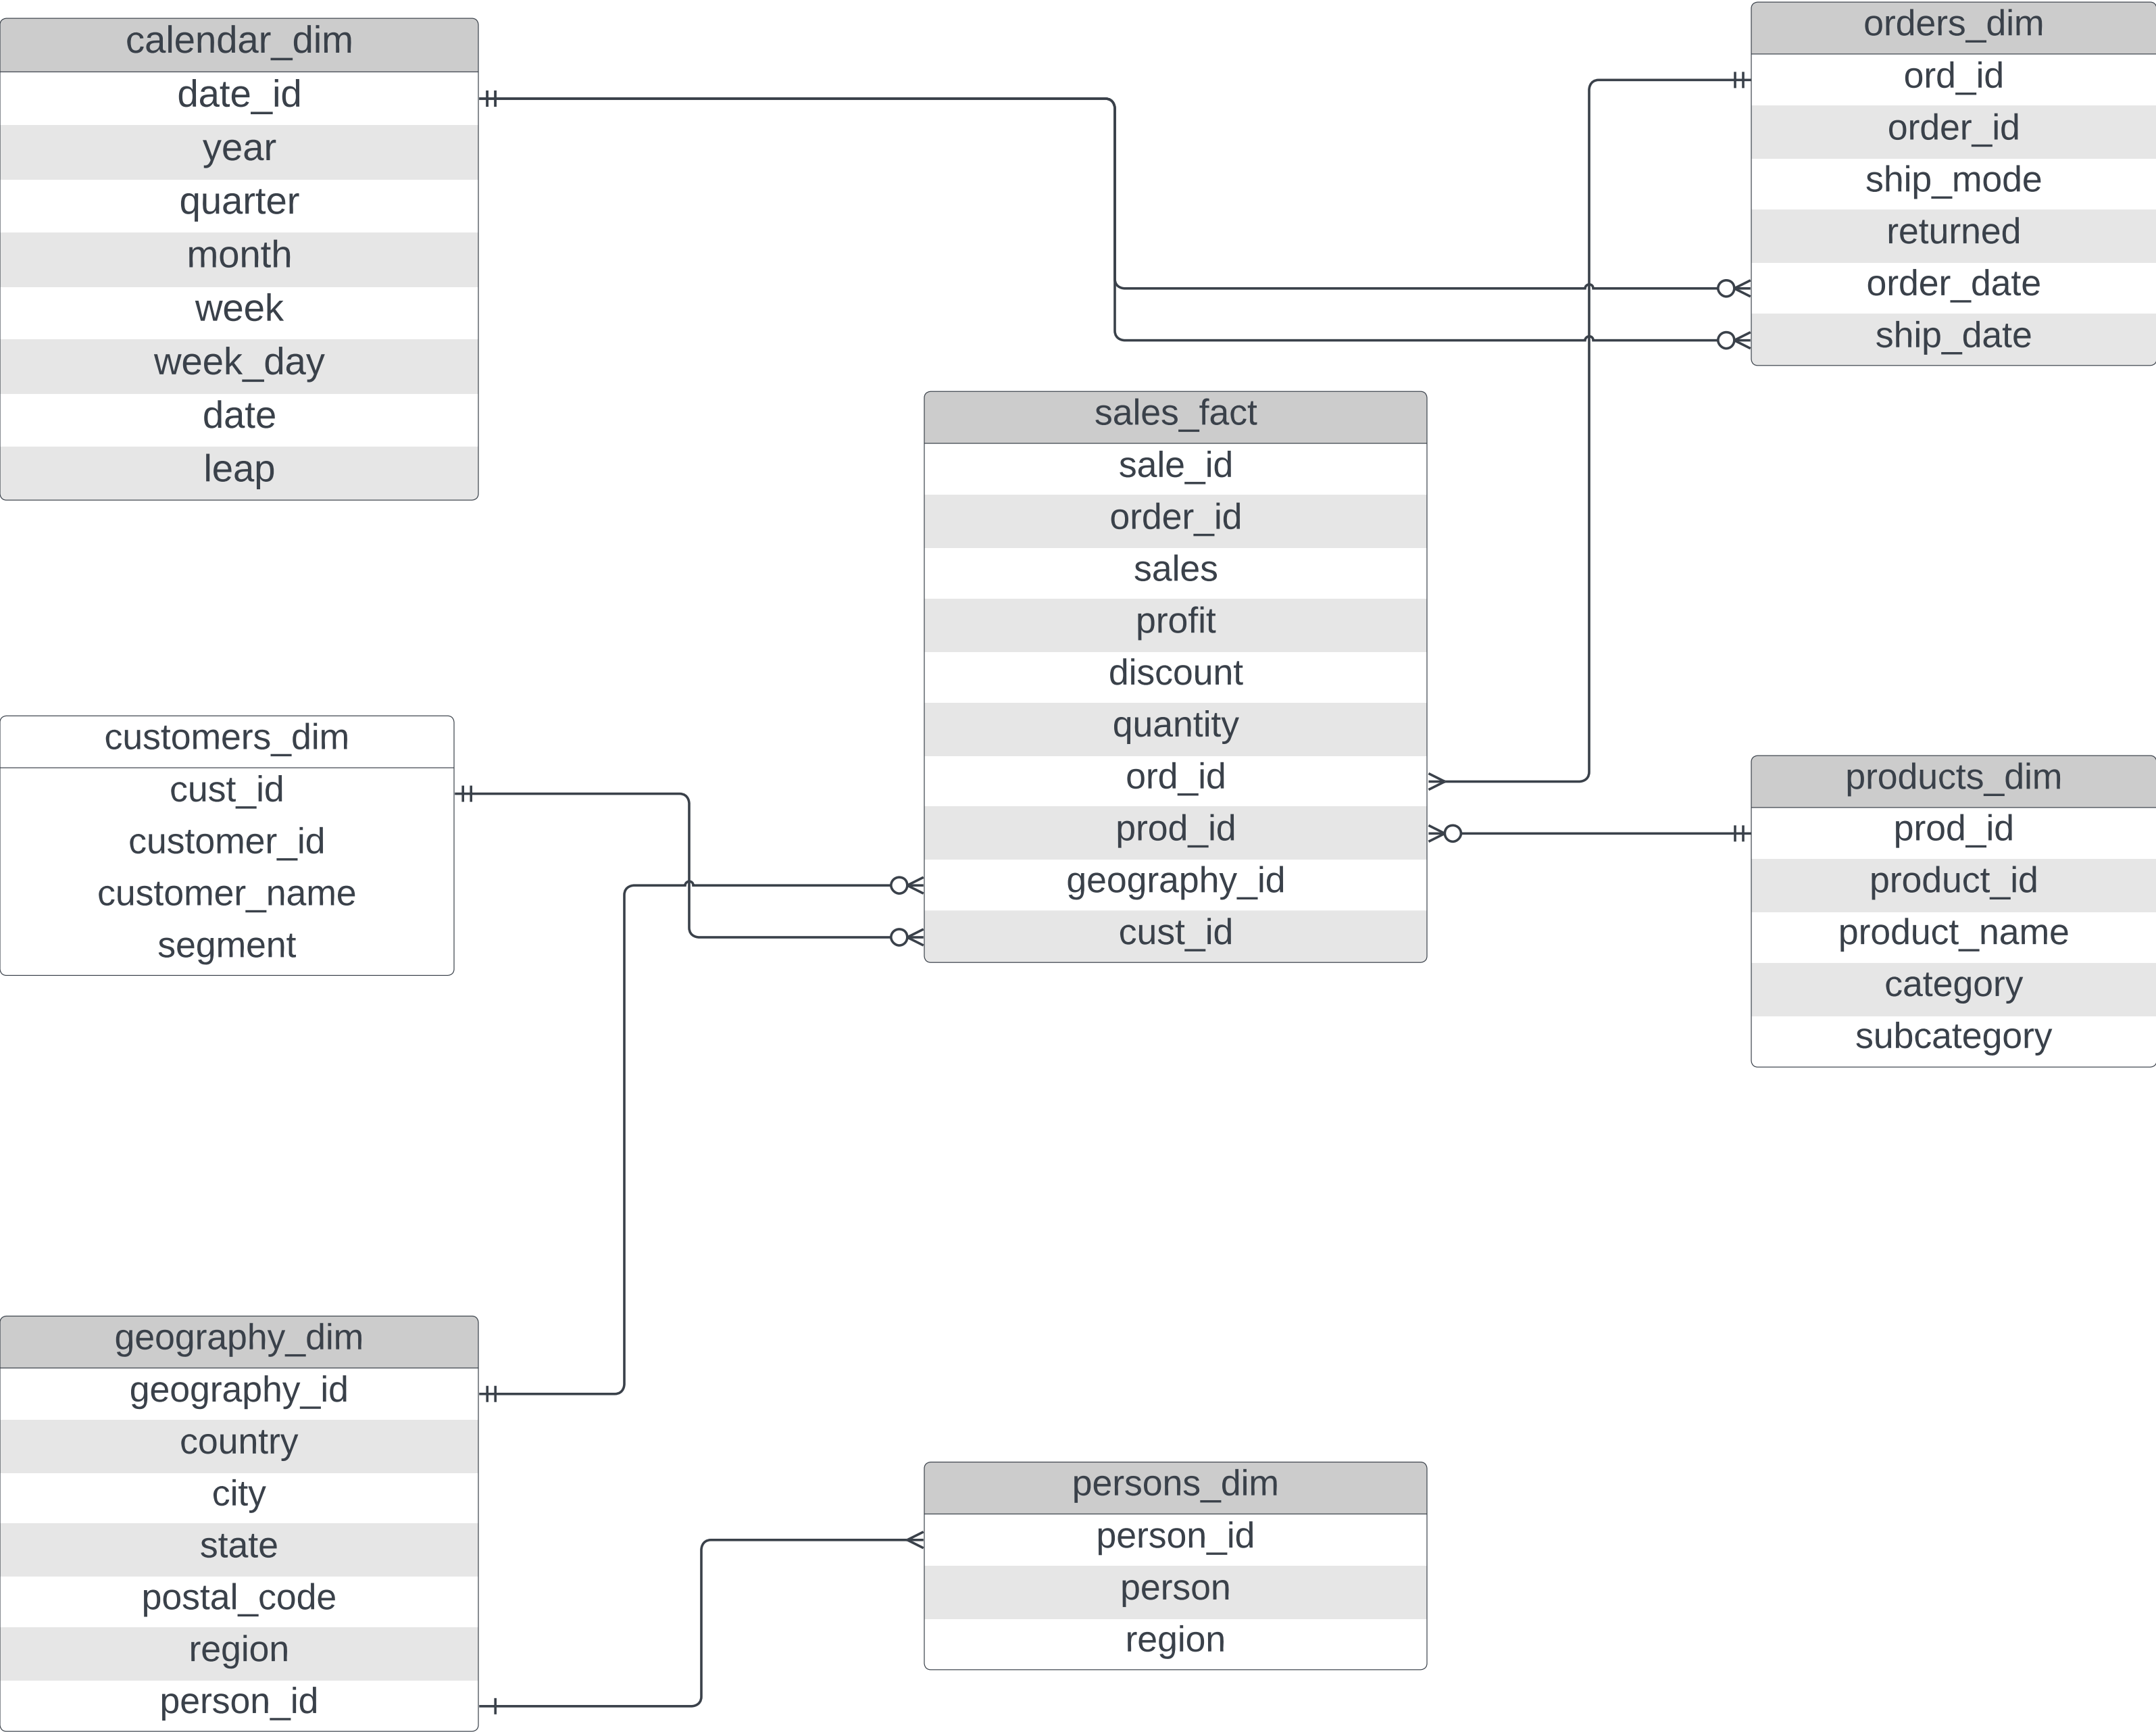 calendar_dim
date_id
year
quarter
month
week
week_day
date
leap
orders_dim
ord_id
order_id
ship_mode
returned
order_date
ship_date
sales_fact
sale_id
order_id
sales
profit
discount
quantity
ord_id
prod_id
geography_id
cust_id
customers_dim
cust_id
customer_id
customer_name
segment
products_dim
prod_id
product_id
product_name
category
subcategory
geography_dim
geography_id
country
city
state
postal_code
region
person_id
persons_dim
person_id
person
region